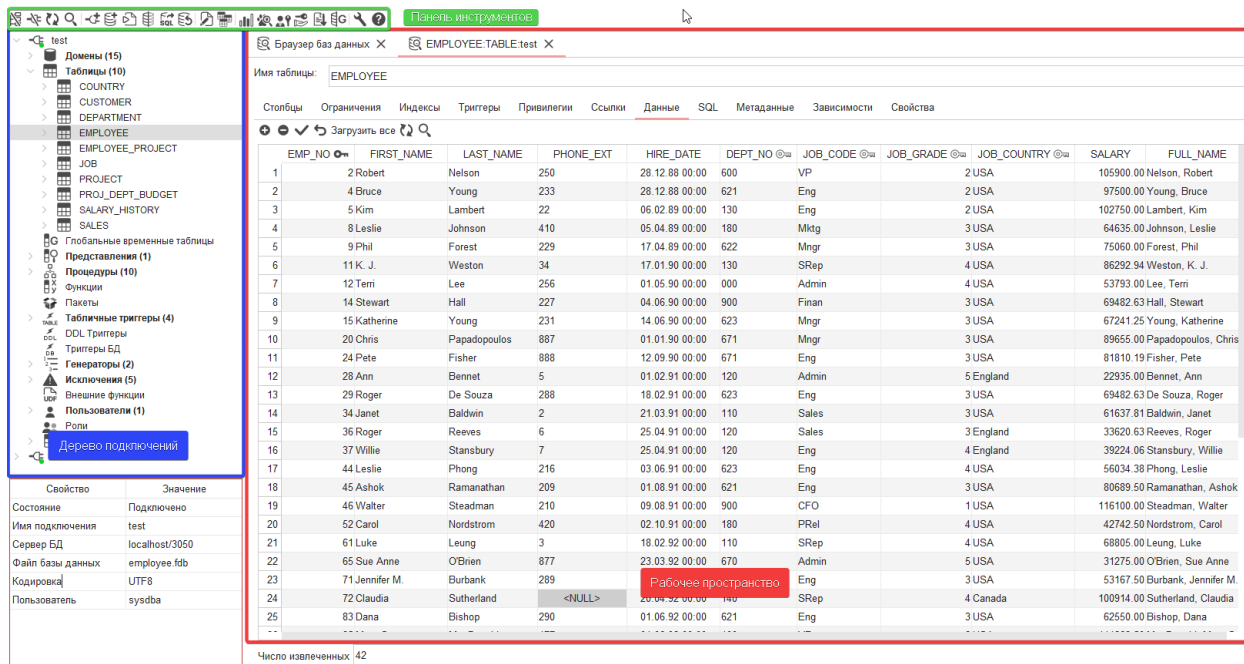 Панель инструментов
test
Домены (15)
Таблицы (10)
COUNTRY
CUSTOMER
DEPARTMENT
EMPLOYEE
EMPLOYEE_PROJECT
JOB
PROJECT
PROJ_DEPT_BUDGET
SALARY_HISTORY
SALES
Глобальные временные таблицы
Представления (1)
Процедуры (10)
Функции
Пакеты
Табличные триггеры (4)
DDL Триггеры
Триггеры БД
Генераторы (2)
Исключения (5)
Внешние функции
Пользователи (1)
Роли
Дерево подключений
Свойство Значение
Состояние Подключено
Имя подключения test
Сервер БД localhost/3050
Файл базы данных employee.fdb
Кодировка UTF8
Пользователь sysdba
Браузер баз данных EMPLOYEE:TABLE:test
Имя таблицы: EMPLOYEE
Столбцы Ограничения Индексы Триггеры Привилегии Ссылки Данные SQL Метаданные Зависимости Свойства
Загрузить все
EMP_NO FIRST_NAME LAST_NAME PHONE_EXT HIRE_DATE DEPT_NO JOB_CODE JOB_GRADE JOB_COUNTRY SALARY FULL_NAME
1 2 Robert Nelson 250 28.12.88 00:00 600 VP 2 USA 105900.00 Nelson, Robert
2 4 Bruce Young 233 28.12.88 00:00 621 Eng 2 USA 97500.00 Young, Bruce
3 5 Kim Lambert 22 06.02.89 00:00 130 Eng 2 USA 102750.00 Lambert, Kim
4 8 Leslie Johnson 410 05.04.89 00:00 180 Mktg 3 USA 64635.00 Johnson, Leslie
5 9 Phil Forest 229 17.04.89 00:00 622 Mngr 3 USA 75060.00 Forest, Phil
6 11 K. J. Weston 34 17.01.90 00:00 130 SRep 4 USA 86292.94 Weston, K. J.
7 12 Terri Lee 256 01.05.90 00:00 000 Admin 4 USA 53793.00 Lee, Terri
8 14 Stewart Hall 227 04.06.90 00:00 900 Finan 3 USA 69482.63 Hall, Stewart
9 15 Katherine Young 231 14.06.90 00:00 623 Mngr 3 USA 67241.25 Young, Katherine
10 20 Chris Papadopoulos 887 01.01.90 00:00 671 Mngr 3 USA 89655.00 Papadopoulos, Chris
11 24 Pete Fisher 888 12.09.90 00:00 671 Eng 3 USA 81810.19 Fisher, Pete
12 28 Ann Bennet 5 01.02.91 00:00 120 Admin 5 England 22935.00 Bennet, Ann
13 29 Roger De Souza 288 18.02.91 00:00 623 Eng 3 USA 69482.63 De Souza, Roger
14 34 Janet Baldwin 2 21.03.91 00:00 110 Sales 3 USA 61637.81 Baldwin, Janet
15 36 Roger Reeves 6 25.04.91 00:00 120 Sales 3 England 33620.63 Reeves, Roger
16 37 Willie Stansbury 7 25.04.91 00:00 120 Eng 4 England 39224.06 Stansbury, Willie
17 44 Leslie Phong 216 03.06.91 00:00 623 Eng 4 USA 56034.38 Phong, Leslie
18 45 Ashok Ramanathan 209 01.08.91 00:00 621 Eng 3 USA 80689.50 Ramanathan, Ashok
19 46 Walter Steadman 210 09.08.91 00:00 900 CFO 1 USA 116100.00 Steadman, Walter
20 52 Carol Nordstrom 420 02.10.91 00:00 180 PRel 4 USA 42742.50 Nordstrom, Carol
21 61 Luke Leung 3 18.02.92 00:00 110 SRep 4 USA 68805.00 Leung, Luke
22 65 Sue Anne O'Brien 877 23.03.92 00:00 670 Admin 5 USA 31275.00 O'Brien, Sue Anne
23 71 Jennifer M. Burbank 289 Eng 3 USA 53167.50 Burbank, Jennifer M.
Рабочее пространство
24 72 Claudia Sutherland <NULL> 20.04.92 00:00 140 SRep 4 Canada 100914.00 Sutherland, Claudia
25 83 Dana Bishop 290 01.06.92 00:00 621 Eng 3 USA 62550.00 Bishop, Dana
Число извлеченных 42